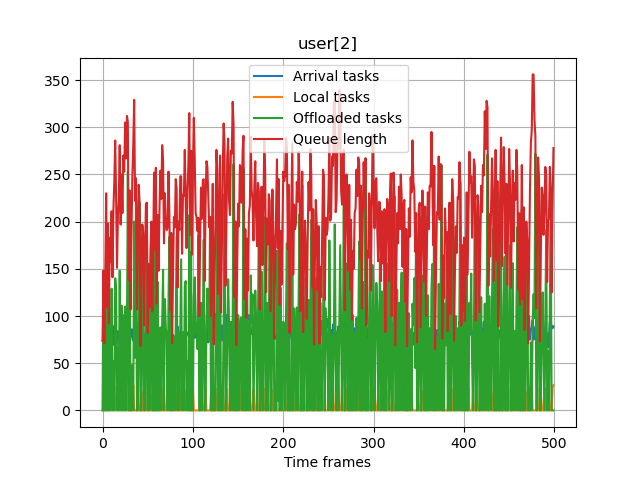 user[2]
Arrival tasks
Local tasks
Offloaded tasks
Queue length
350
300
250
200
150
100
50
0
0 100 200 300 400 500
Time frames